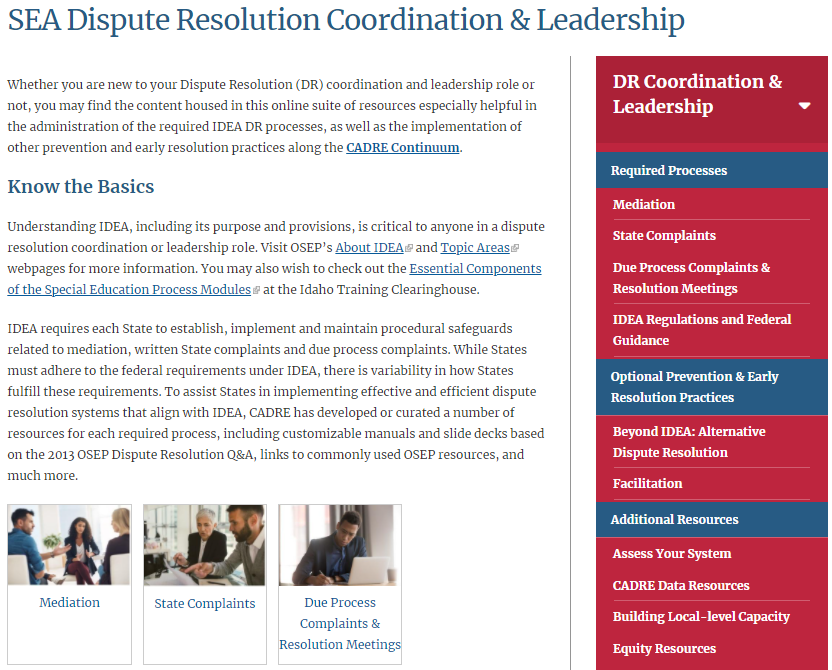 SEA Dispute Resolution Coordination & Leadership
Whether you are new to your Dispute Resolution (DR) coordination and leadership role or
not, you may find the content housed in this online suite of resources especially helpful in
the administration of the required IDEA DR processes, as well as the implementation of
other prevention and early resolution practices along the CADRE Continuum.
Know the Basics
Understanding IDEA, including its purpose and provisions, is critical to anyone in a dispute
resolution coordination or leadership role. Visit OSEP's About IDEA and Topic Areas
webpages for more information. You may also wish to check out the Essential Components
of the Special Education Process Modules at the Idaho Training Clearinghouse.
IDEA requires each State to establish, implement and maintain procedural safeguards
related to mediation, written State complaints and due process complaints. While States
must adhere to the federal requirements under IDEA, there is variability in how States
fulfill these requirements. To assist States in implementing effective and efficient dispute
resolution systems that align with IDEA, CADRE has developed or curated a number of
resources for each required process, including customizable manuals and slide decks based
on the 2013 OSEP Dispute Resolution Q&A, links to commonly used OSEP resources, and
much more.
Mediation
State Complaints
Due Process
Complaints &
Resolution Meetings
DR Coordination &
Leadership
Required Processes
Mediation
State Complaints
Due Process Complaints &
Resolution Meetings
IDEA Regulations and Federal
Guidance
Optional Prevention & Early
Resolution Practices
Beyond IDEA: Alternative
Dispute Resolution
Facilitation
Additional Resources
Assess Your System
CADRE Data Resources
Building Local-level Capacity
Equity Resources